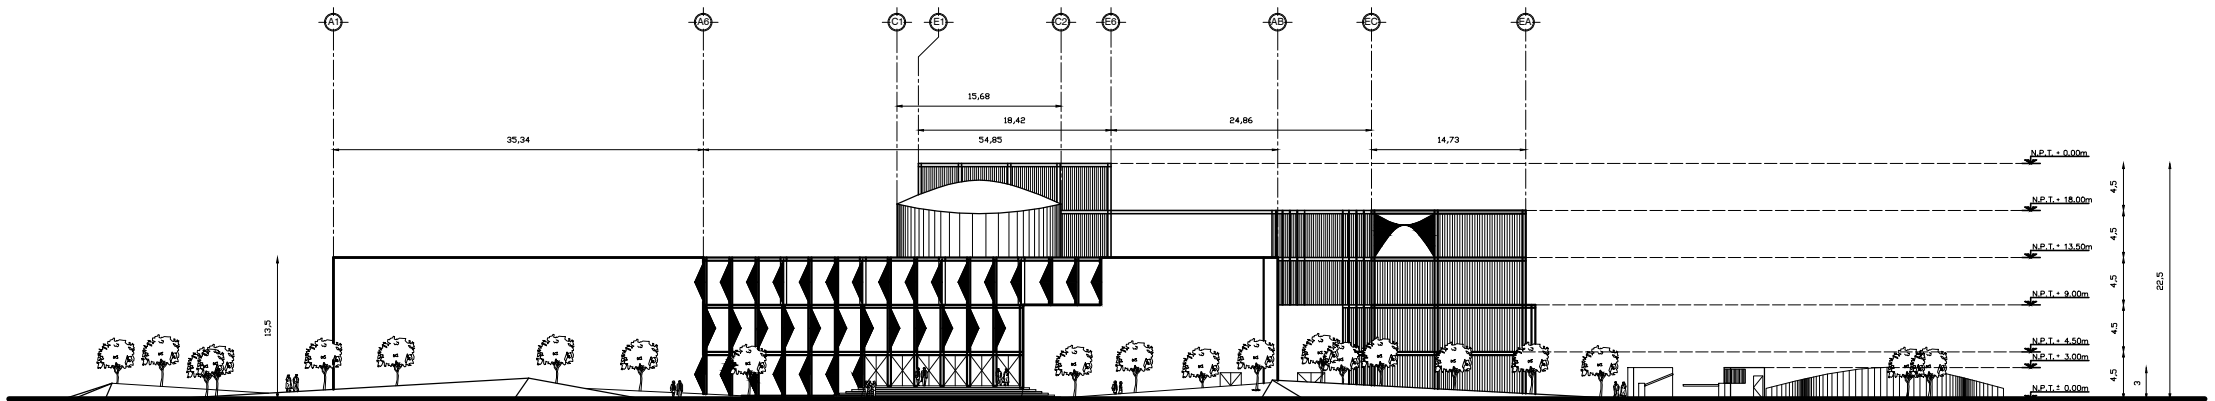 A1 A6 C1 E1 C2 E6 AB EC EA
15,68
18,42 24,86
35,34 54,85 14,73
N.P.T. + 0.00m
N.P.T. + 18.00m
N.P.T. + 13.50m
N.P.T. + 9.00m
N.P.T. + 4.50m
N.P.T. + 3.00m
N.P.T. ± 0.00m
4,5
4,5
4,5
4,5
4,5
3
22,5
13,5